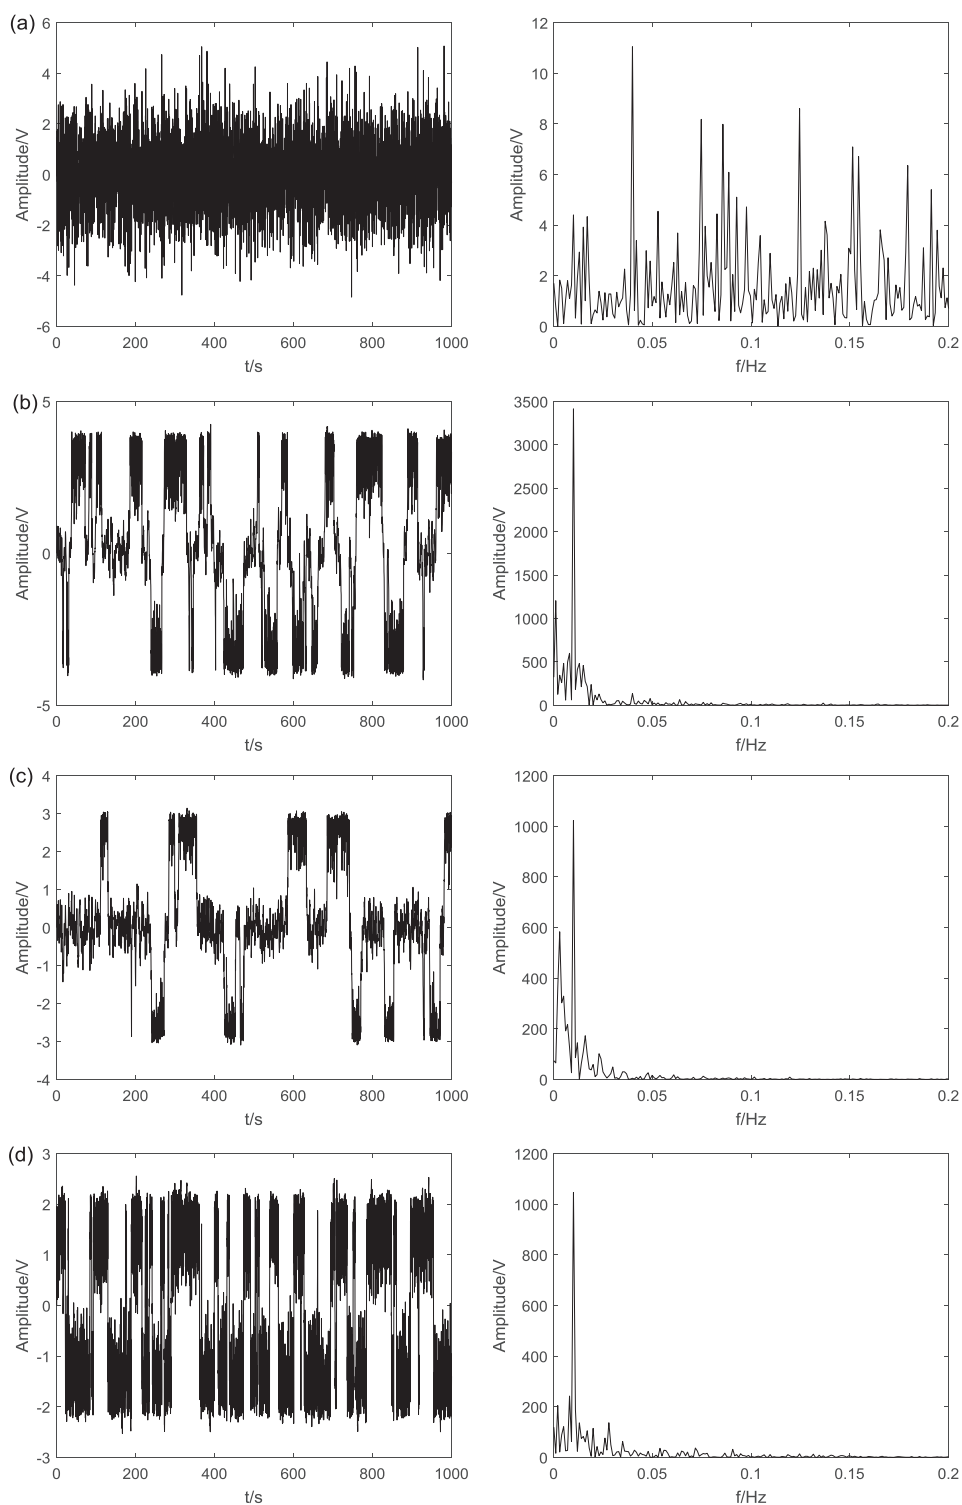 (a)
Amplitude/V
6
4
2
0
-2
-4
-6
0 200 400 600 800 1000
t/s
Amplitude/V
12
10
8
6
4
2
0
0 0.05 0.1 0.15 0.2
f/Hz
(b)
Amplitude/V
5
0
-5
0 200 400 600 800 1000
t/s
Amplitude/V
3500
3000
2500
2000
1500
1000
500
0
0 0.05 0.1 0.15 0.2
f/Hz
(c)
Amplitude/V
4
3
2
1
0
-1
-2
-3
-4
0 200 400 600 800 1000
t/s
Amplitude/V
1200
1000
800
600
400
200
0
0 0.05 0.1 0.15 0.2
f/Hz
(d)
Amplitude/V
3
2
1
0
-1
-2
-3
0 200 400 600 800 1000
t/s
Amplitude/V
1200
1000
800
600
400
200
0
0 0.05 0.1 0.15 0.2
f/Hz